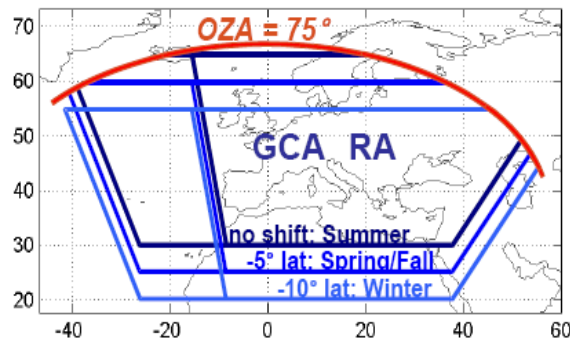 OZA = 75°
70
60
50
40
30
20
GCA RA
no shift: Summer
-5° lat: Spring/Fall
-10° lat: Winter
-40
-20
0
20
40
60